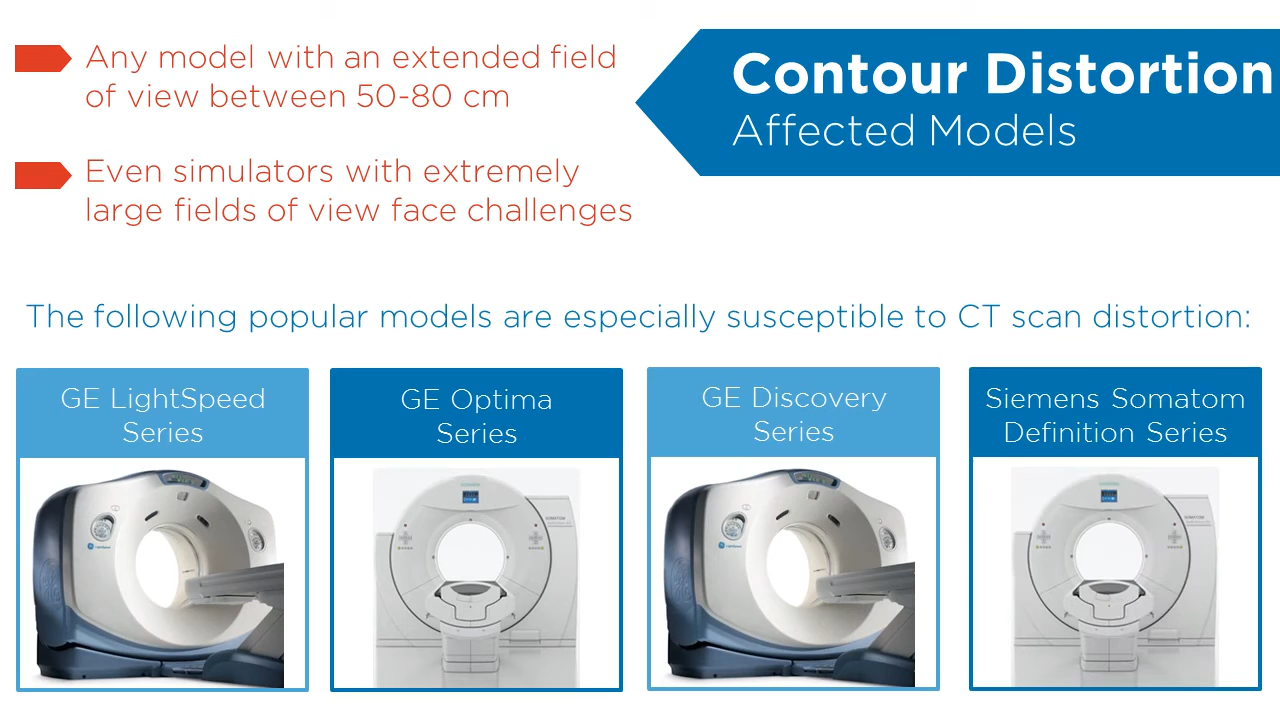 Any model with an extended field
of view between 50-80 cm
Even simulators with extremely
large fields of view face challenges
Contour Distortion
Affected Models
The following popular models are especially susceptible to CT scan distortion:
GE LightSpeed
Series
GE Optima
Series
GE Discovery
Series
Siemens Somatom
Definition Series